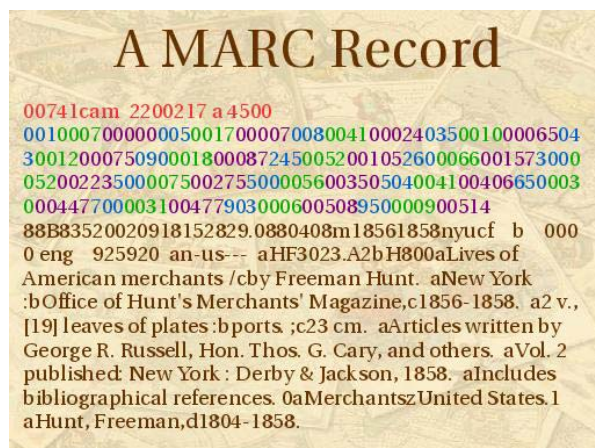 A MARC Record
00741cam 2200217 a 4500
00100070000000500170000700800410002403500100006504
300120007509000180008724500520010526000660015730000
052002235000075002755000056003505040041004066500030
000447700003100477903000600508950000900514
88B83520020918152829.0880408m18561858nyucf b 000
0 eng 925920 an-us--- aHF3023.A2bH800aLives of
American merchants /cby Freeman Hunt. aNew York
:bOffice of Hunt's Merchants' Magazine,c1856-1858. a2 v.,
[19] leaves of plates :bports. ;c23 cm. aArticles written by
George R. Russell, Hon. Thos. G. Cary, and others. aVol. 2
published: New York : Derby & Jackson, 1858. aIncludes
bibliographical references. 0aMerchantszUnited States.1
aHunt, Freeman,d1804-1858.